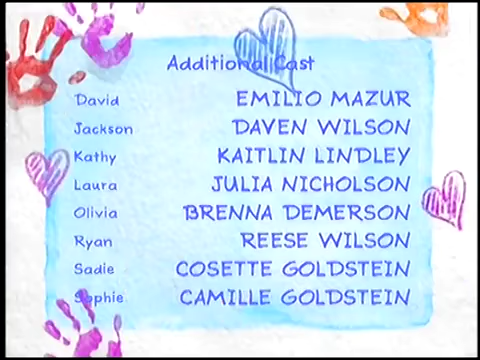 Additional Cast
David EMILIO MAZUR
Jackson DAVEN WILSON
Kathy KAITLIN LINDLEY
Laura JULIA NICHOLSON
Olivia BRENNA DEMERSON
Ryan REESE WILSON
Sadie COSETTE GOLDSTEIN
Sophie CAMILLE GOLDSTEIN